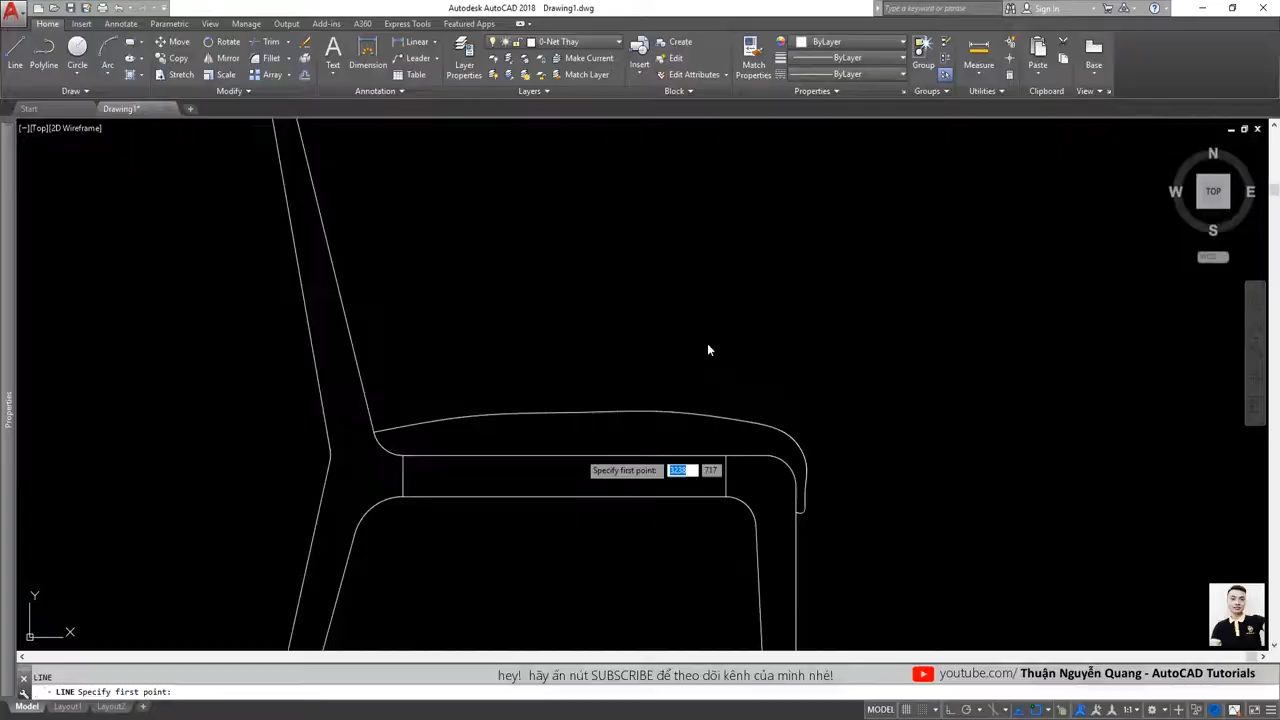 Autodesk AutoCAD 2018 Drawing1.dwg
Type a keyword or phrase
Sign In
Home Insert Annotate Parametric View Manage Output Add-ins A360 Express Tools Featured Apps
Line Polyline Circle Arc
Move Rotate Trim
Copy Mirror Fillet
Stretch Scale Array
Text Dimension
Linear
Leader
Table
Layer Properties
0-Net Thay
Make Current
Match Layer
Insert
Create
Edit
Edit Attributes
Match Properties
ByLayer
ByLayer
ByLayer
Group
Measure
Paste
Base
Draw Modify Annotation Layers Block Properties Groups Utilities Clipboard View
Start Drawing1*
[−][Top][2D Wireframe]
N
W TOP E
S
WCS
Properties
Specify first point: 3238 717
Y
X
LINE
hey! hãy ấn nút SUBSCRIBE để theo dõi kênh của mình nhé!
youtube.com/ Thuận Nguyễn Quang - AutoCAD Tutorials
LINE Specify first point:
Model Layout1 Layout2 +
MODEL
1:1